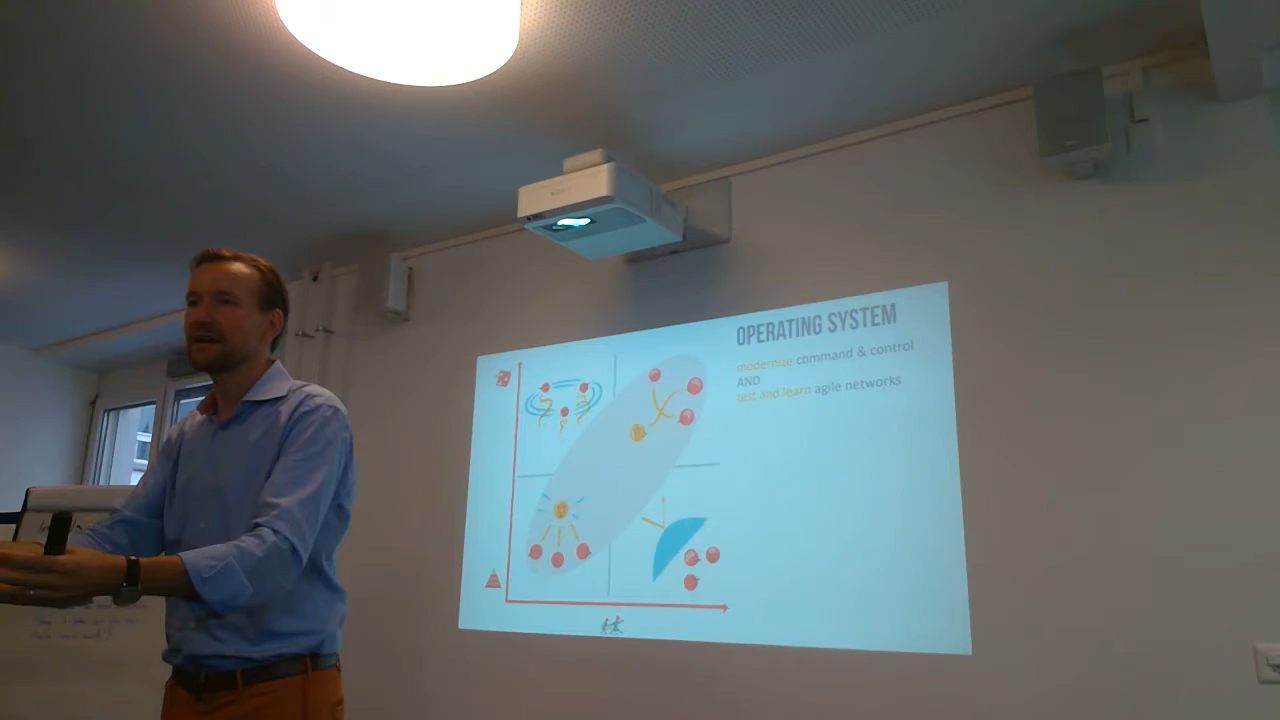 OPERATING SYSTEM
modernize command & control
AND
test and learn agile networks